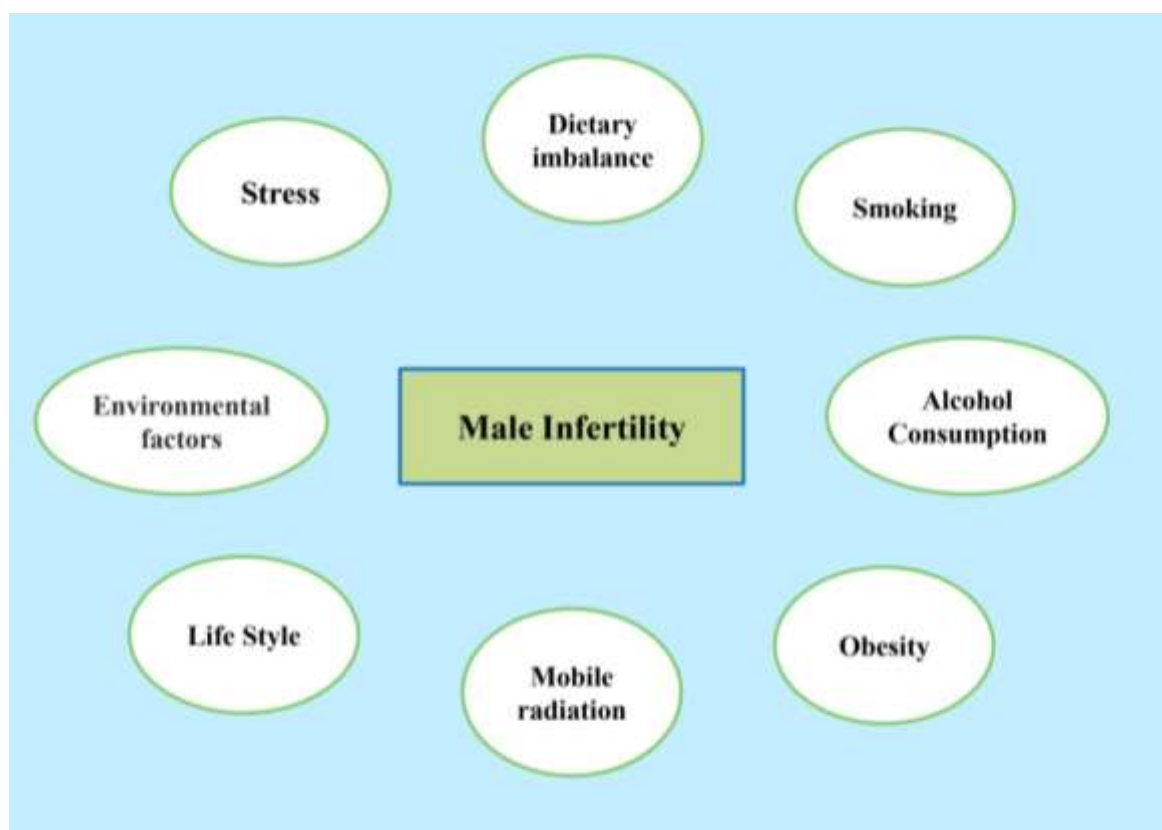 Dietary
imbalance
Stress
Smoking
Environmental
factors
Male Infertility
Alcohol
Consumption
Life Style
Mobile
radiation
Obesity